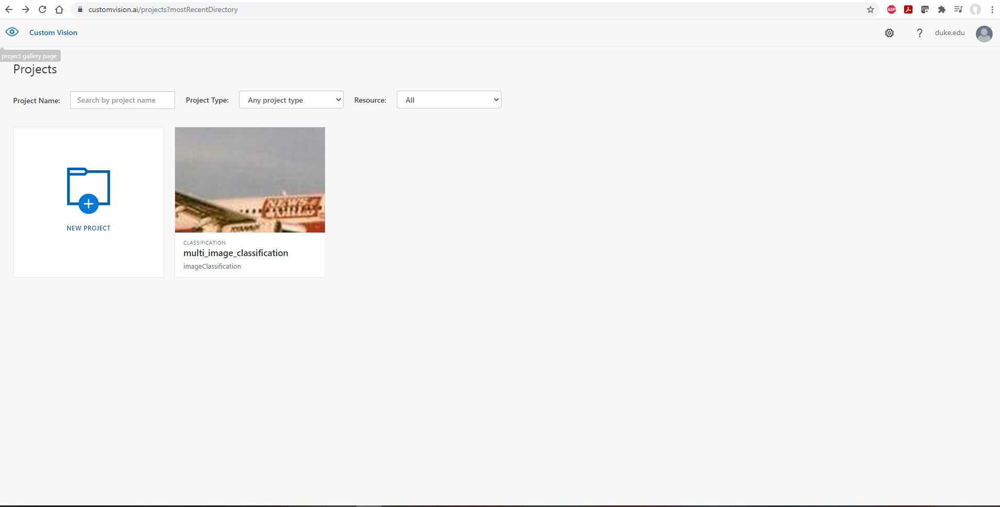 customvision.ai/projects?mostRecentDirectory
ABP
Custom Vision
? duke.edu
project gallery page
Projects
Project Name: Search by project name Project Type: Any project type Resource: All
NEW PROJECT
CLASSIFICATION
multi_image_classification
imageClassification